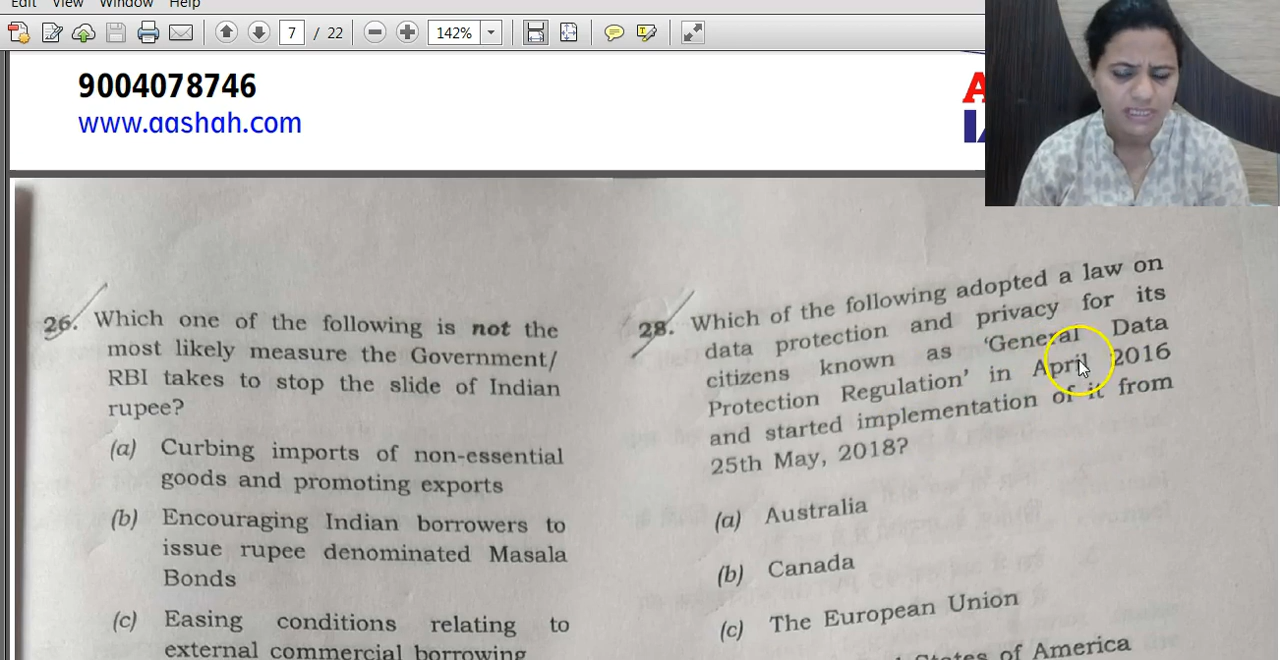 Edit View Window Help
7 / 22 142%
9004078746
www.aashah.com
26. Which one of the following is not the
most likely measure the Government/
RBI takes to stop the slide of Indian
rupee?
(a) Curbing imports of non-essential
goods and promoting exports
(b) Encouraging Indian borrowers to
issue rupee denominated Masala
Bonds
(c) Easing conditions relating to
external commercial borrowing
28. Which of the following adopted a law on
data protection and privacy for its
citizens known as 'General Data
Protection Regulation' in April 2016
and started implementation of it from
25th May, 2018?
(a) Australia
(b) Canada
(c) The European Union
States of America